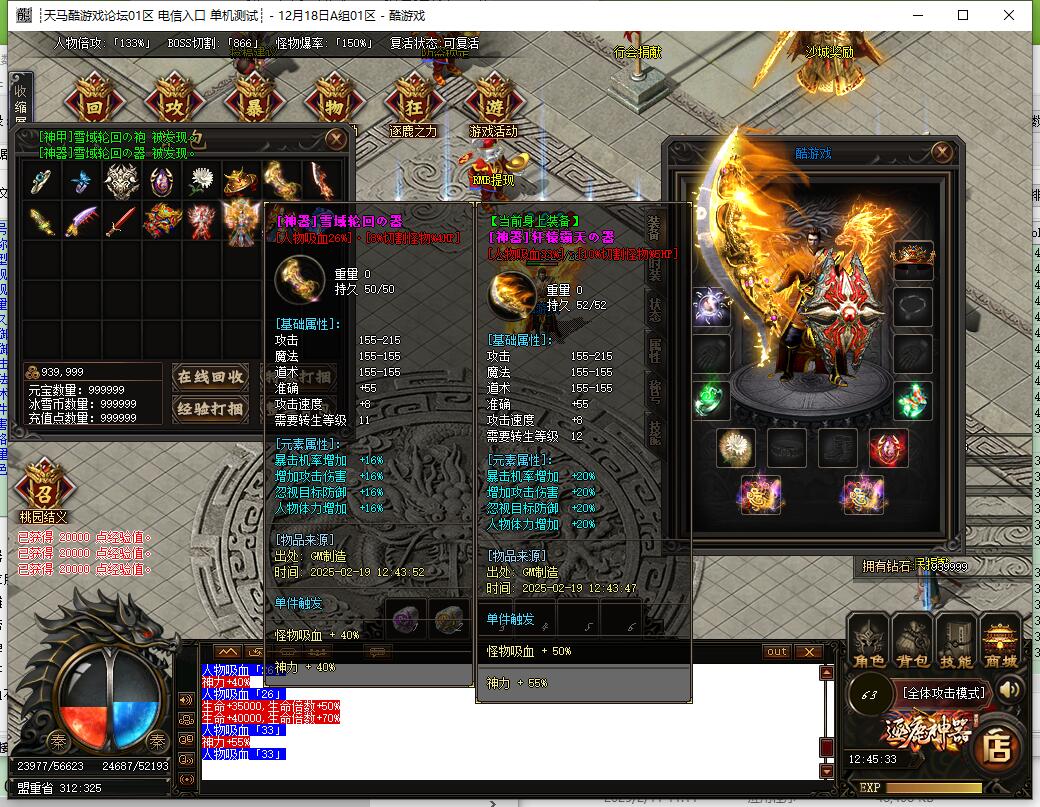 天马酷游戏论坛01区 电信入口 单机测试┊ - 12月18日A组01区 - 酷游戏
人物倍攻:「133%」 BOSS切割:「866」 怪物爆率:「150%」 复活状态:可复活
行会捐献
沙城奖励
收缩
回
攻
暴
物
狂
逐鹿之力
遊
游戏活动
RMB提现
[神甲]雪域轮回の袍 被发现。
[神器]雪域轮回の器 被发现。
939,999
元宝数量: 999999
冰雪币数量: 999999
充值点数量: 999999
在线回收
经验打捆
[神器]雪域轮回の器
重量 0
持久 50/50
[基础属性]:
攻击 155-215
魔法 155-155
道术 155-155
准确 +55
攻击速度 +8
需要转生等级 11
[元素属性]:
暴击机率增加 +16%
增加攻击伤害 +16%
忽视目标防御 +16%
人物体力增加 +16%
[物品来源]
出处: GM制造
时间: 2025-02-19 12:43:52
单件触发
怪物吸血 + 40%
神力 + 40%
【当前身上装备】
重量 0
持久 52/52
[基础属性]:
攻击 155-215
魔法 155-155
道术 155-155
准确 +55
攻击速度 +8
需要转生等级 12
[元素属性]:
暴击机率增加 +20%
增加攻击伤害 +20%
忽视目标防御 +20%
人物体力增加 +20%
[物品来源]
出处: GM制造
时间: 2025-02-19 12:43:47
单件触发
怪物吸血 + 50%
神力 + 55%
酷游戏
装备
时装
状态
属性
称号
技能
召
桃园结义
已获得 20000 点经验值。
已获得 20000 点经验值。
已获得 20000 点经验值。
秦
秦
23977/56623
24687/52193
盟重省 312:325
out
神力+40%
人物吸血「26」
生命+35000,生命倍数+50%
生命+40000,生命倍数+70%
人物吸血「33」
神力+55%
人物吸血「33」
角色
背包
技能
商城
63
[全体攻击模式]
逐鹿神器
店
12:45:33
EXP